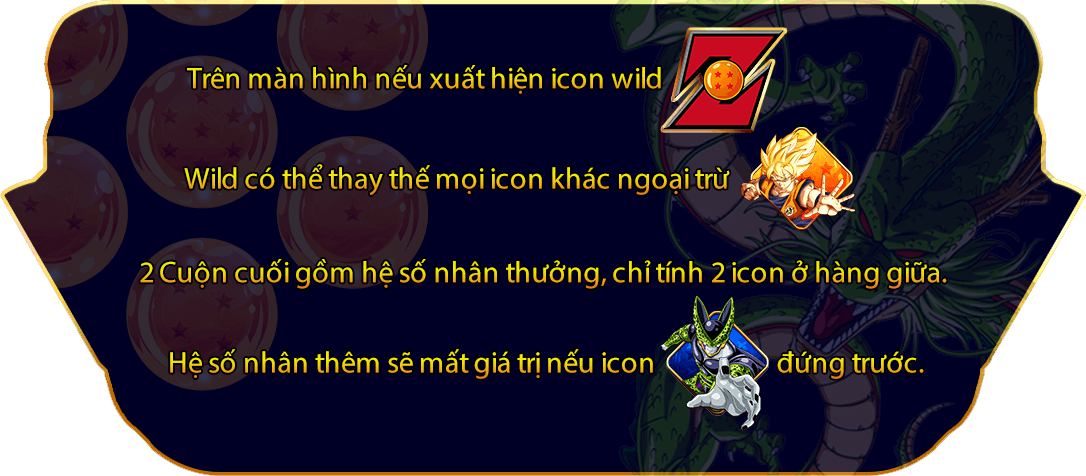 Trên màn hình nếu xuất hiện icon wild
Wild có thể thay thế mọi icon khác ngoại trừ
2 Cuộn cuối gồm hệ số nhân thưởng, chỉ tính 2 icon ở hàng giữa.
Hệ số nhân thêm sẽ mất giá trị nếu icon đứng trước.